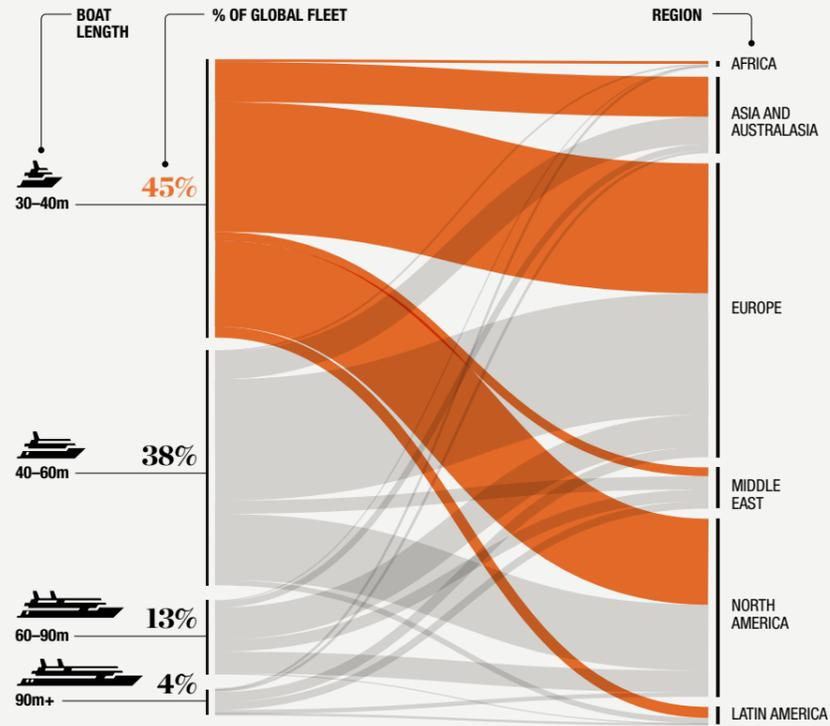 BOAT
LENGTH
% OF GLOBAL FLEET
REGION
AFRICA
ASIA AND
AUSTRALASIA
45%
30–40m
EUROPE
38%
40–60m
MIDDLE
EAST
13%
60–90m
NORTH
AMERICA
4%
90m+
LATIN AMERICA